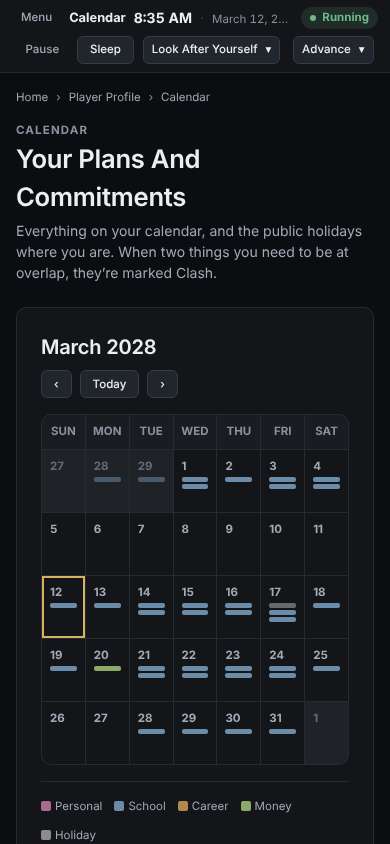 Menu Calendar 8:35 AM · March 12, 2... Running
Pause Sleep Look After Yourself ▾ Advance ▾
Home › Player Profile › Calendar
CALENDAR
Your Plans And
Commitments
Everything on your calendar, and the public holidays
where you are. When two things you need to be at
overlap, they're marked Clash.
March 2028
‹ Today ›
SUN MON TUE WED THU FRI SAT
27 28 29 1 2 3 4
5 6 7 8 9 10 11
12 13 14 15 16 17 18
19 20 21 22 23 24 25
26 27 28 29 30 31 1
Personal School Career Money
Holiday